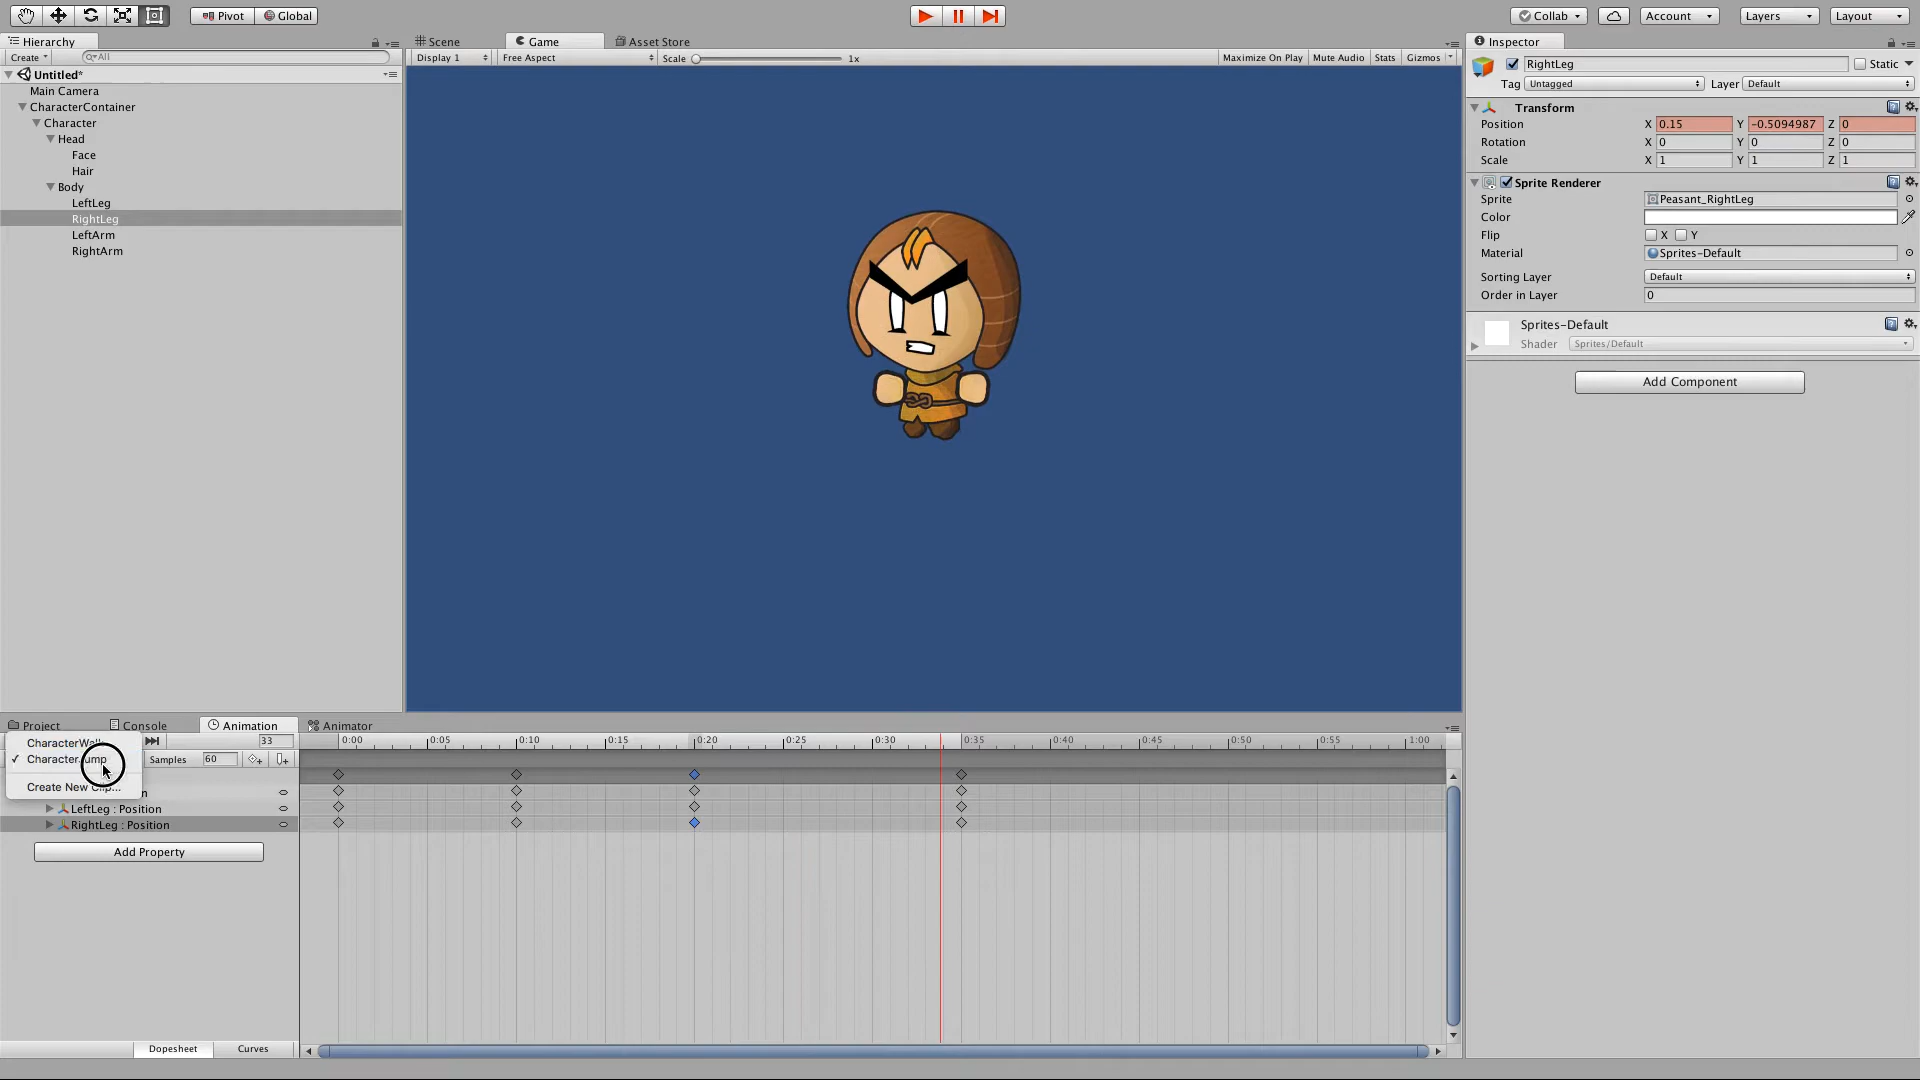 Pivot Global
Collab Account Layers Layout
Hierarchy
Create All
Untitled*
Main Camera
CharacterContainer
Character
Head
Face
Hair
Body
LeftLeg
RightLeg
LeftArm
RightArm
Scene Game Asset Store
Display 1 Free Aspect Scale 1x Maximize On Play Mute Audio Stats Gizmos
Inspector
RightLeg Static
Tag Untagged Layer Default
Transform
Position X 0.15 Y -0.5094987 Z 0
Rotation X 0 Y 0 Z 0
Scale X 1 Y 1 Z 1
Sprite Renderer
Sprite Peasant_RightLeg
Color
Flip X Y
Material Sprites-Default
Sorting Layer Default
Order in Layer 0
Sprites-Default
Shader Sprites/Default
Add Component
Project Console Animation Animator
33 0:00 0:05 0:10 0:15 0:20 0:25 0:30 0:35 0:40 0:45 0:50 0:55 1:00
✓ Samples 60
Create New
LeftLeg : Position
RightLeg : Position
Add Property
Dopesheet Curves